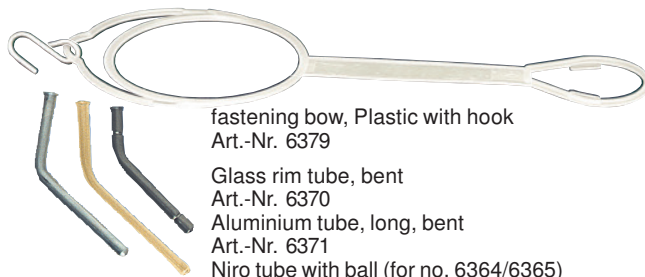 fastening bow, Plastic with hook
Art.-Nr. 6379
Glass rim tube, bent
Art.-Nr. 6370
Aluminium tube, long, bent
Art.-Nr. 6371
Niro tube with ball (for no. 6364/6365)